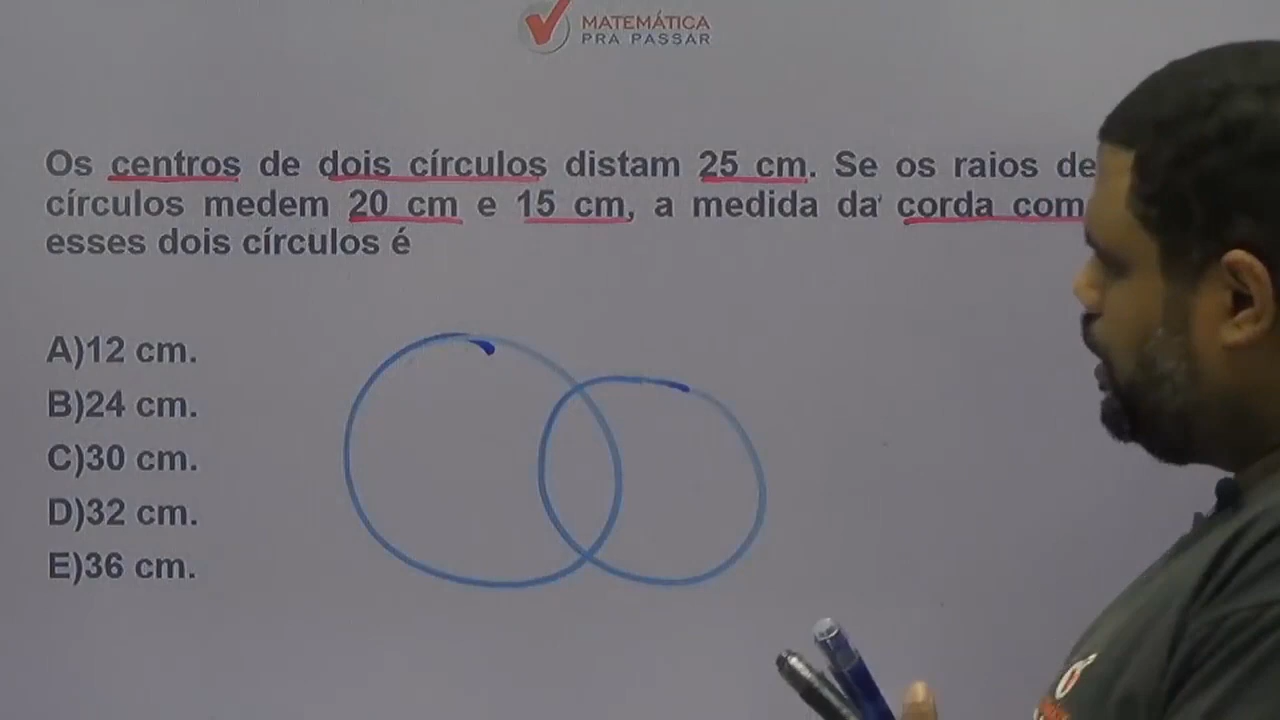 MATEMÁTICA
PRA PASSAR
Os centros de dois círculos distam 25 cm. Se os raios de
círculos medem 20 cm e 15 cm, a medida da corda com
esses dois círculos é
A)12 cm.
B)24 cm.
C)30 cm.
D)32 cm.
E)36 cm.